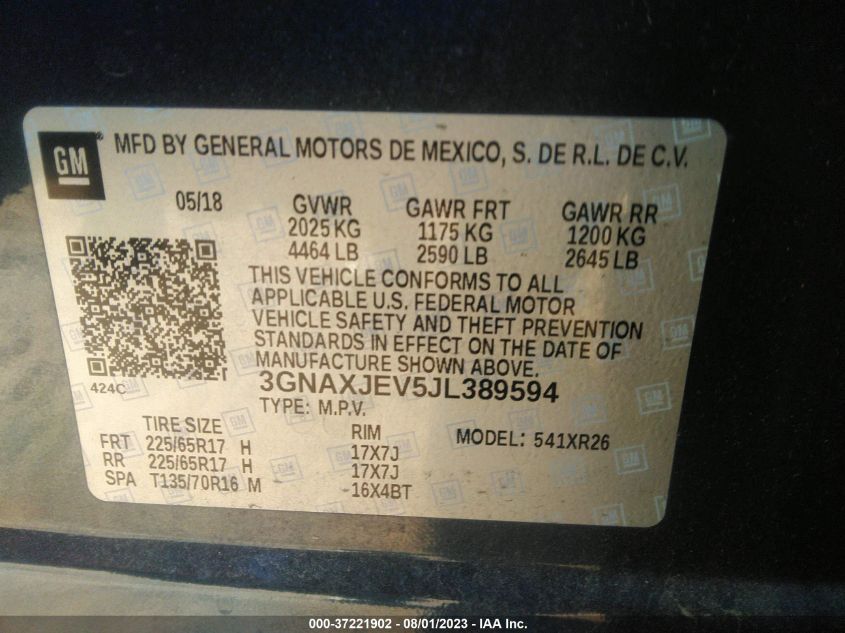 GM
MFD BY GENERAL MOTORS DE MEXICO, S. DE R.L. DE C.V.
05/18 GVWR GAWR FRT GAWR RR
2025 KG 1175 KG 1200 KG
4464 LB 2590 LB 2645 LB
THIS VEHICLE CONFORMS TO ALL
APPLICABLE U.S. FEDERAL MOTOR
VEHICLE SAFETY AND THEFT PREVENTION
STANDARDS IN EFFECT ON THE DATE OF
MANUFACTURE SHOWN ABOVE.
424C 3GNAXJEV5JL389594
TYPE: M.P.V.
TIRE SIZE RIM MODEL: 541XR26
FRT 225/65R17 H 17X7J
RR 225/65R17 H 17X7J
SPA T135/70R16 M 16X4BT
000-37221902 - 08/01/2023 - IAA Inc.